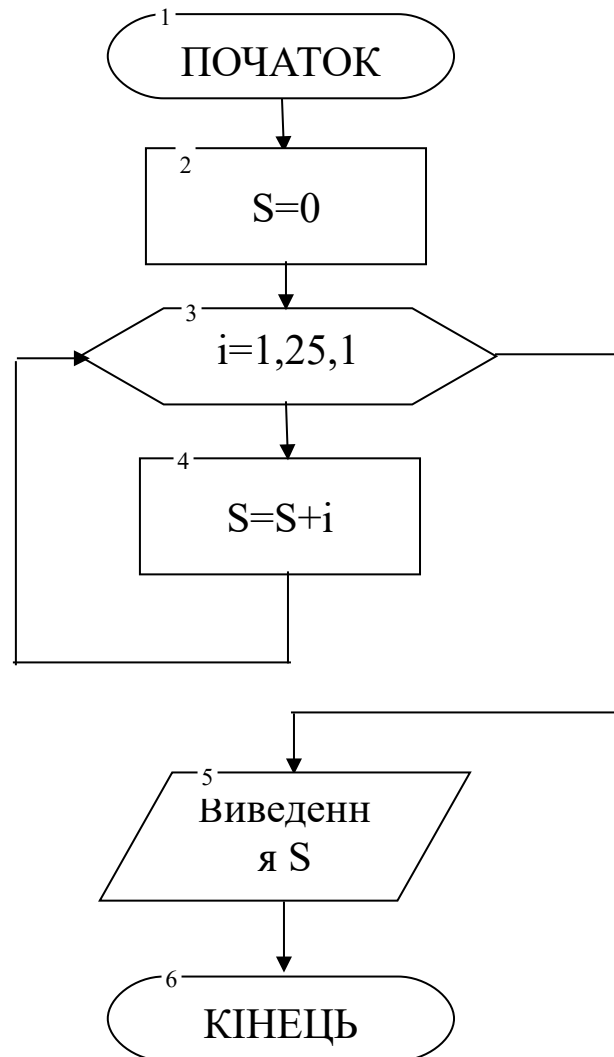 1
ПОЧАТОК
2
S=0
3
i=1,25,1
4
S=S+i
5
Виведенн
я S
6
КІНЕЦЬ